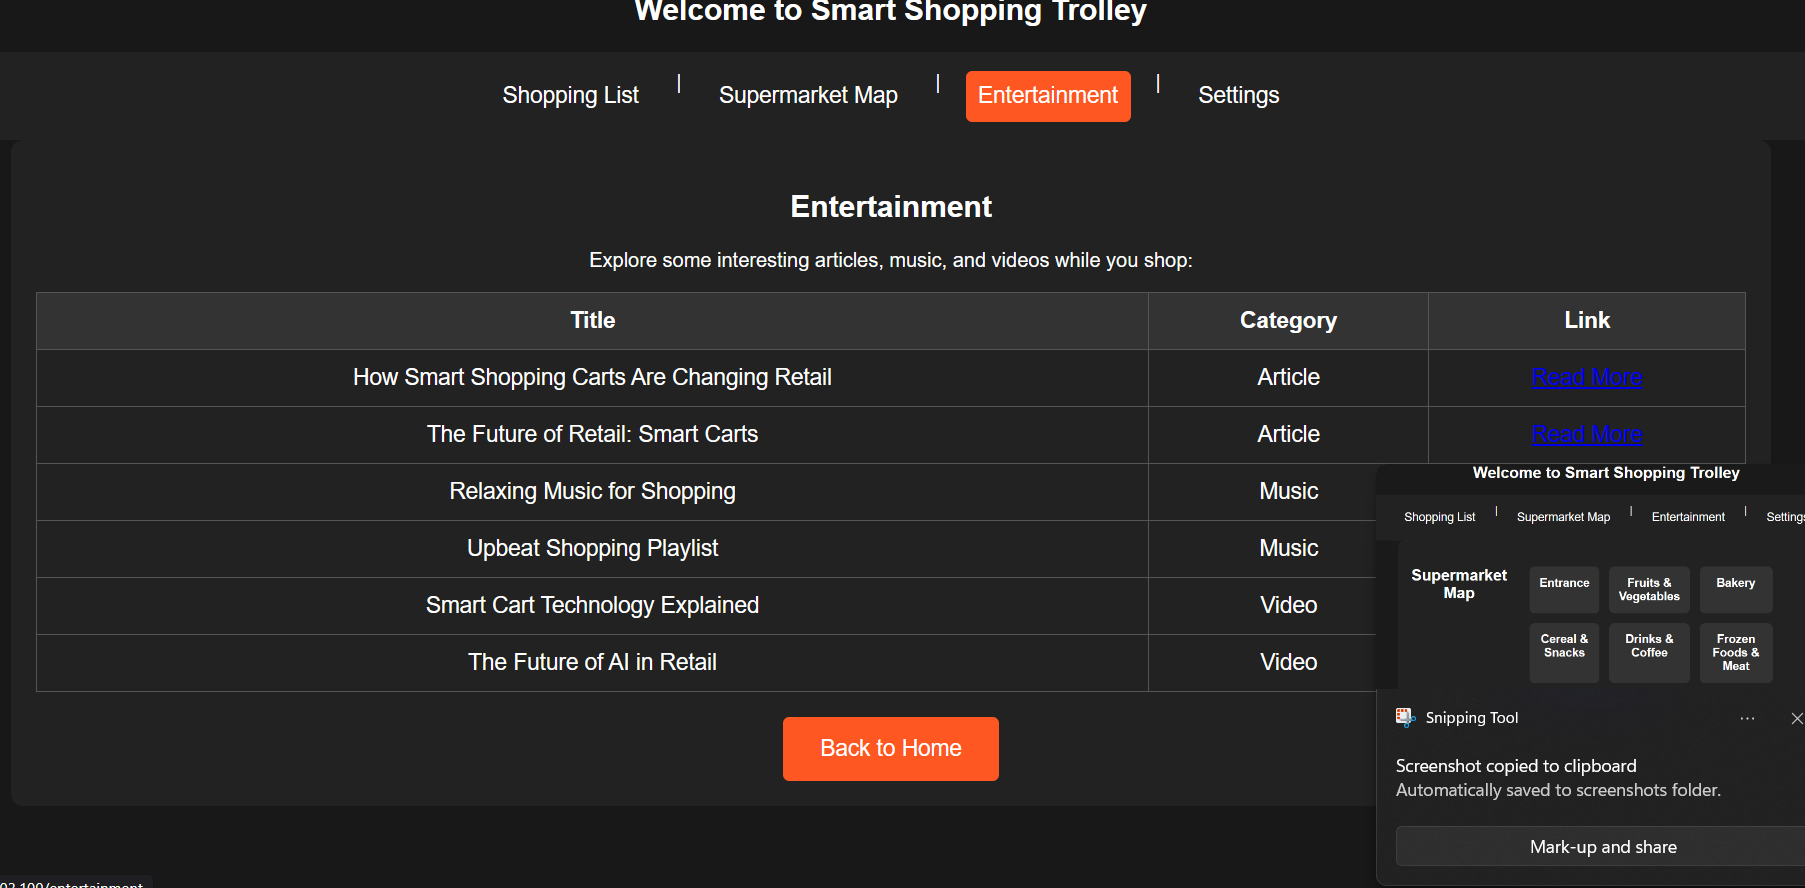 Welcome to Smart Shopping Trolley
Shopping List | Supermarket Map | Entertainment | Settings
Entertainment
Explore some interesting articles, music, and videos while you shop:
Title Category Link
How Smart Shopping Carts Are Changing Retail Article Read More
The Future of Retail: Smart Carts Article Read More
Relaxing Music for Shopping Music
Upbeat Shopping Playlist Music
Smart Cart Technology Explained Video
The Future of AI in Retail Video
Back to Home
Welcome to Smart Shopping Trolley
Shopping List | Supermarket Map | Entertainment | Settings
Supermarket
Map
Entrance
Fruits &
Vegetables
Bakery
Cereal &
Snacks
Drinks &
Coffee
Frozen
Foods &
Meat
Snipping Tool
Screenshot copied to clipboard
Automatically saved to screenshots folder.
Mark-up and share